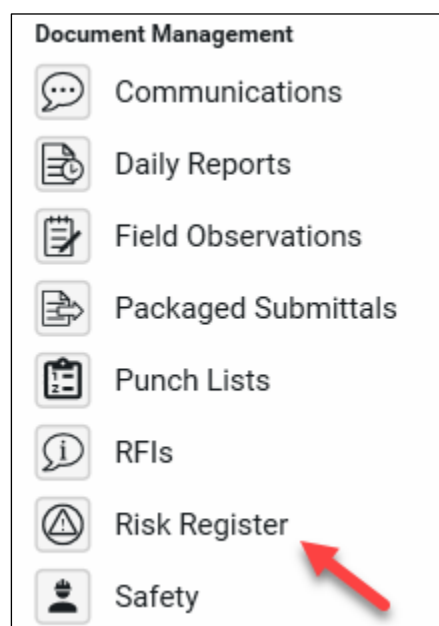 Document Management
Communications
Daily Reports
Field Observations
Packaged Submittals
Punch Lists
RFIs
Risk Register
Safety